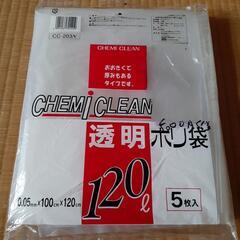 CHEMI CLEAN
CC-203N
おおきくて
厚みもある
タイプです。
CHEMi CLEAN
透明ポリ袋
120ℓ
0.05mm×100cm×120cm
5枚入